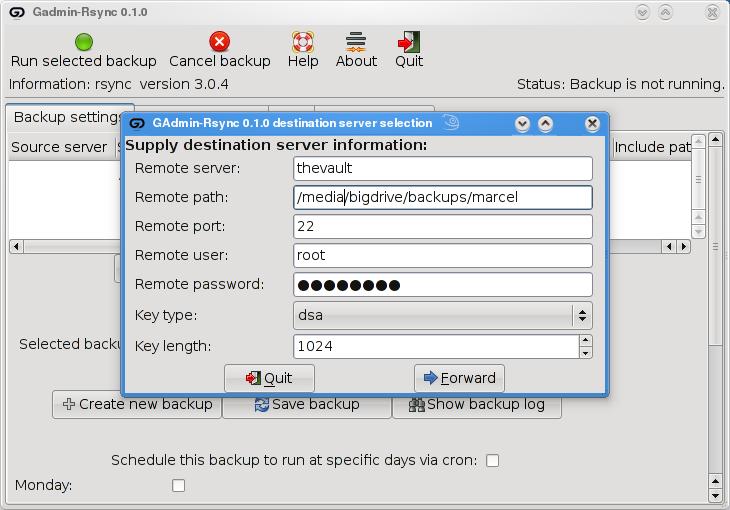 Gadmin-Rsync 0.1.0
Run selected backup Cancel backup Help About Quit
Information: rsync version 3.0.4 Status: Backup is not running.
Backup settings
GAdmin-Rsync 0.1.0 destination server selection
Source server Include pat
Supply destination server information:
Remote server: thevault
Remote path: /media/bigdrive/backups/marcel
Remote port: 22
Remote user: root
Remote password: ●●●●●●●●
Key type: dsa
Key length: 1024
Selected backu
Quit Forward
Create new backup Save backup Show backup log
Schedule this backup to run at specific days via cron:
Monday: